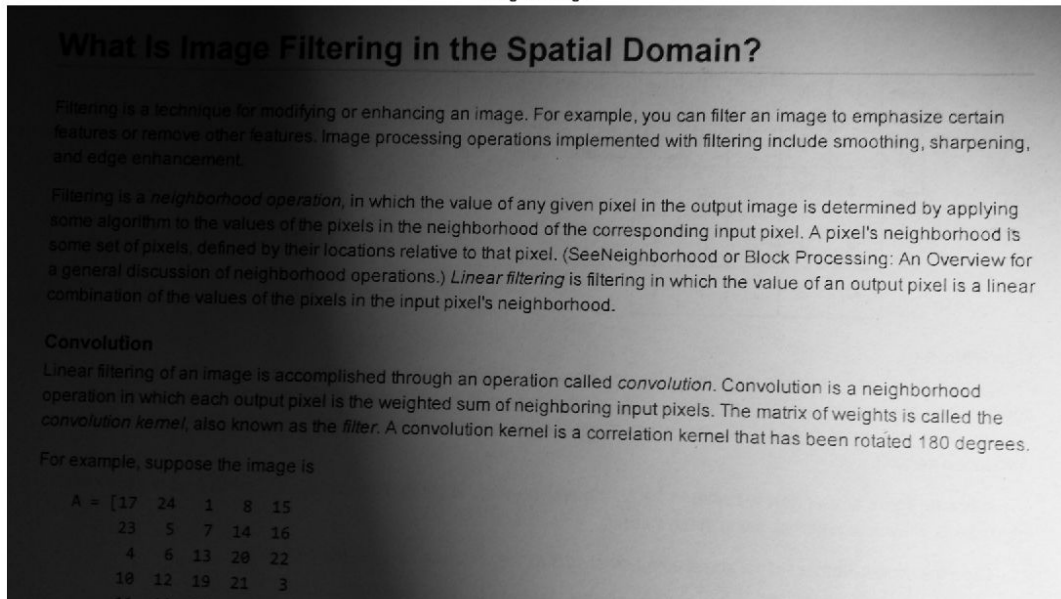 What Is Image Filtering in the Spatial Domain?
Filtering is a technique for modifying or enhancing an image. For example, you can filter an image to emphasize certain
features or remove other features. Image processing operations implemented with filtering include smoothing, sharpening,
and edge enhancement.
Filtering is a neighborhood operation, in which the value of any given pixel in the output image is determined by applying
some algorithm to the values of the pixels in the neighborhood of the corresponding input pixel. A pixel's neighborhood is
some set of pixels, defined by their locations relative to that pixel. (SeeNeighborhood or Block Processing: An Overview for
a general discussion of neighborhood operations.) Linear filtering is filtering in which the value of an output pixel is a linear
combination of the values of the pixels in the input pixel's neighborhood.
Convolution
Linear filtering of an image is accomplished through an operation called convolution. Convolution is a neighborhood
operation in which each output pixel is the weighted sum of neighboring input pixels. The matrix of weights is called the
convolution kernel, also known as the filter. A convolution kernel is a correlation kernel that has been rotated 180 degrees.
For example, suppose the image is
A = [17 24 1 8 15
23 5 7 14 16
4 6 13 20 22
10 12 19 21 3